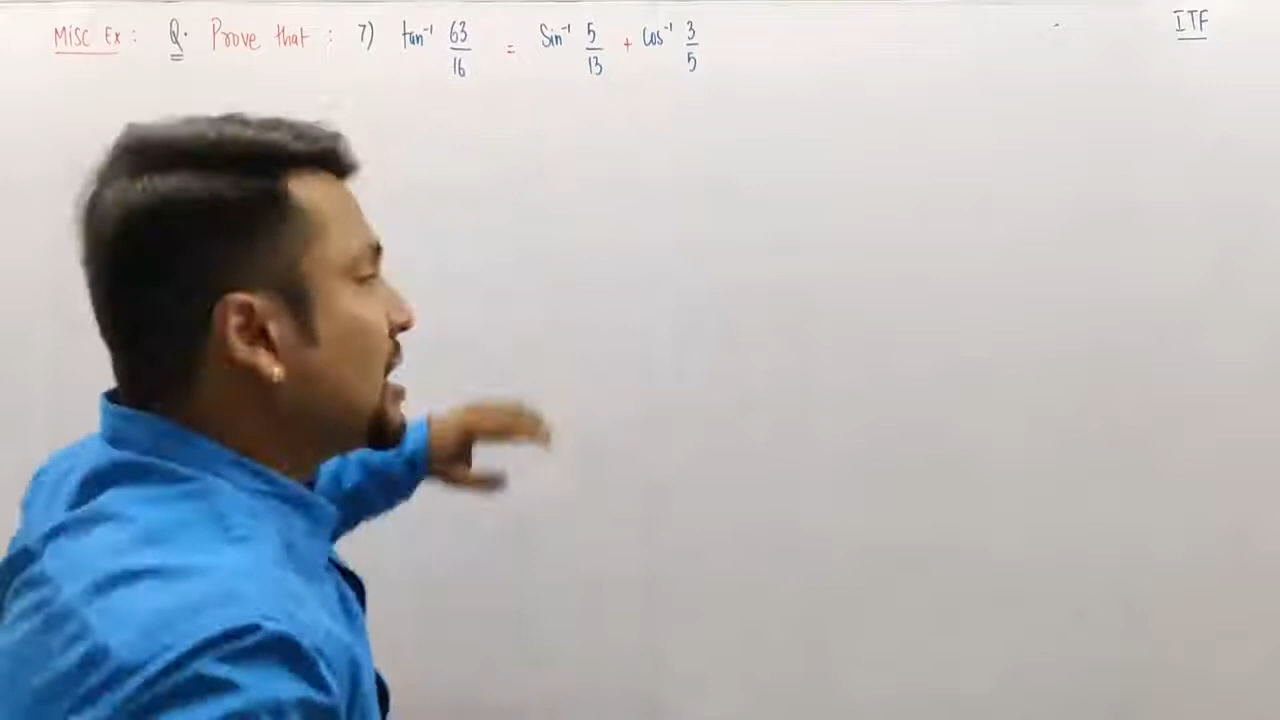 Misc Ex : Q. Prove that : 7) tan⁻¹ 63/16 = Sin⁻¹ 5/13 + cos⁻¹ 3/5
ITF